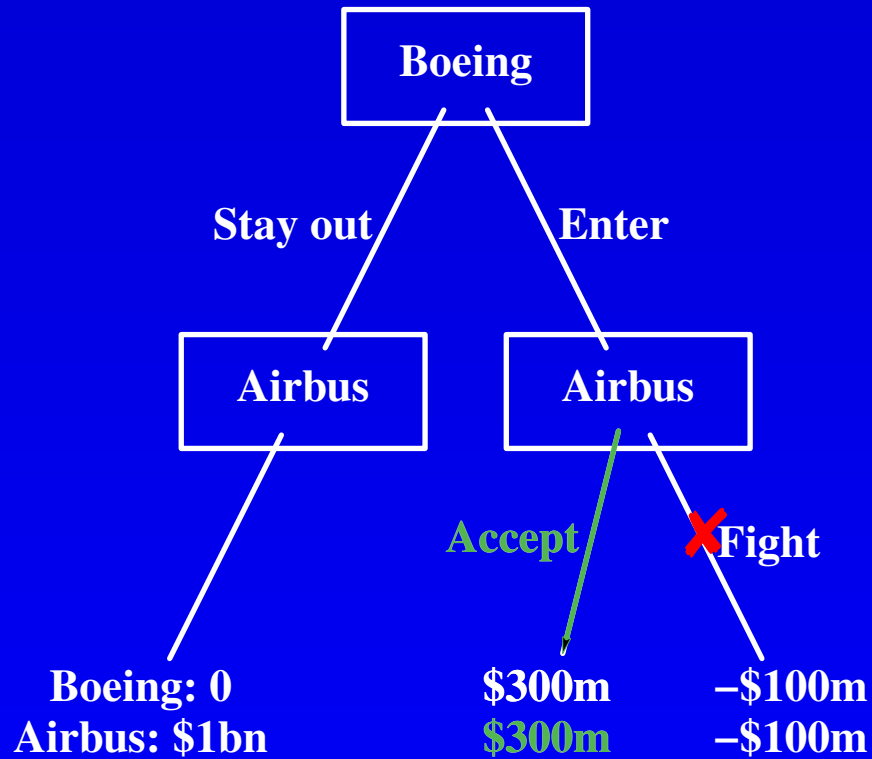 Boeing
Stay out
Enter
Airbus
Airbus
Accept
Fight
Boeing: 0
$300m
−$100m
Airbus: $1bn
$300m
−$100m